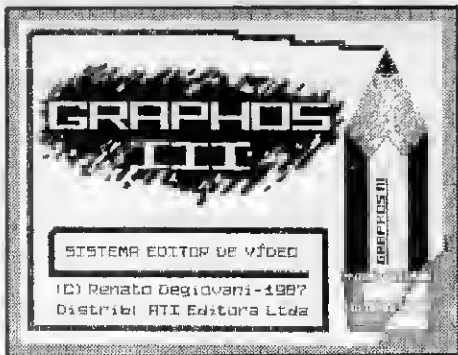 GRAPHOS
III
GRAPHOS III
SISTEMA EDITOR DE VÍDEO
(C) Renato Degiovani-1987
Distrib: ATI Editora Ltda